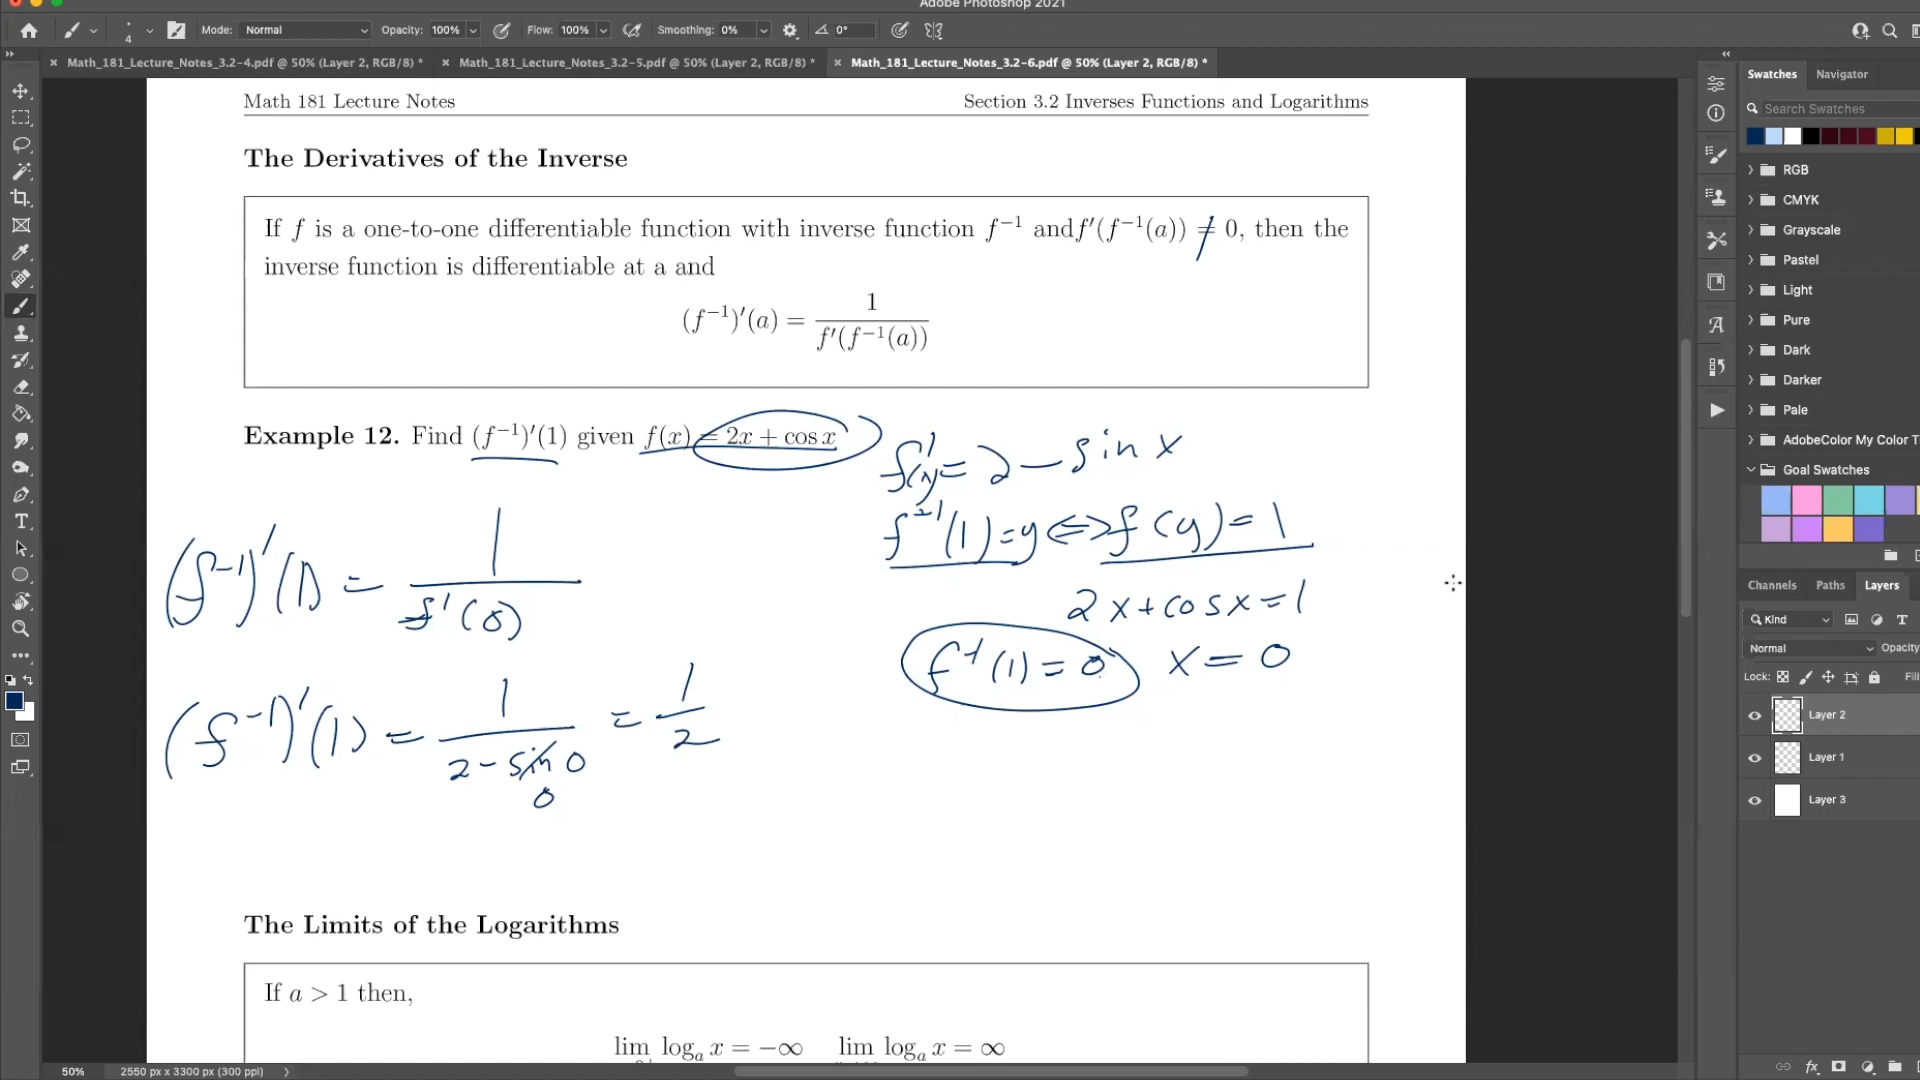 Adobe Photoshop 2021
4 Mode: Normal Opacity: 100% Flow: 100% Smoothing: 0% 0°
× Math_181_Lecture_Notes_3.2-4.pdf @ 50% (Layer 2, RGB/8) * × Math_181_Lecture_Notes_3.2-5.pdf @ 50% (Layer 2, RGB/8) * × Math_181_Lecture_Notes_3.2-6.pdf @ 50% (Layer 2, RGB/8) *
Math 181 Lecture Notes Section 3.2 Inverses Functions and Logarithms
The Derivatives of the Inverse
If f is a one-to-one differentiable function with inverse function f⁻¹ andf′(f⁻¹(a)) ≠ 0, then the
inverse function is differentiable at a and
(f⁻¹)′(a) = 1 / f′(f⁻¹(a))
Example 12. Find (f⁻¹)′(1) given f(x) = 2x + cos x
f′(x) = 2 − sin x
f⁻¹(1) = y ⇔ f(y) = 1
(f⁻¹)′(1) = 1 / f′(0)
2x + cos x = 1
f⁻¹(1) = 0 x = 0
(f⁻¹)′(1) = 1 / (2 − sin 0) = 1/2
0
The Limits of the Logarithms
If a > 1 then,
lim logₐ x = −∞ lim logₐ x = ∞
50% 2550 px x 3300 px (300 ppi)
Swatches Navigator
Search Swatches
RGB
CMYK
Grayscale
Pastel
Light
Pure
Dark
Darker
Pale
AdobeColor My Color T
Goal Swatches
Channels Paths Layers
Kind
Normal Opacity
Lock: Fill
Layer 2
Layer 1
Layer 3